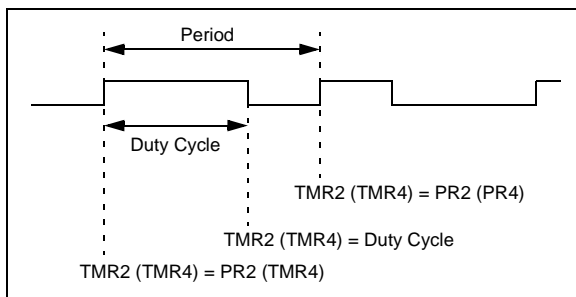 Period
Duty Cycle
TMR2 (TMR4) = PR2 (PR4)
TMR2 (TMR4) = Duty Cycle
TMR2 (TMR4) = PR2 (TMR4)